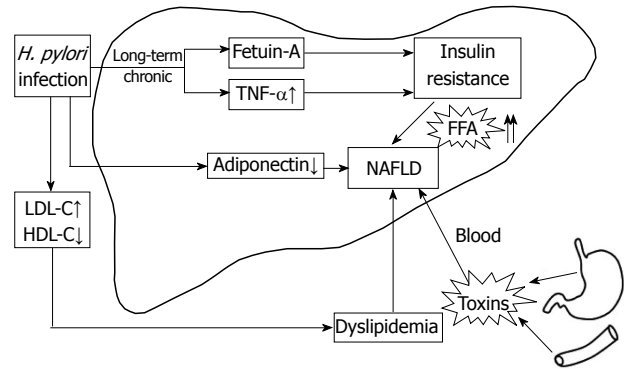 H. pylori
infection
Long-term
chronic
Fetuin-A
TNF-α↑
Insulin
resistance
FFA
Adiponectin↓
NAFLD
LDL-C↑
HDL-C↓
Blood
Toxins
Dyslipidemia